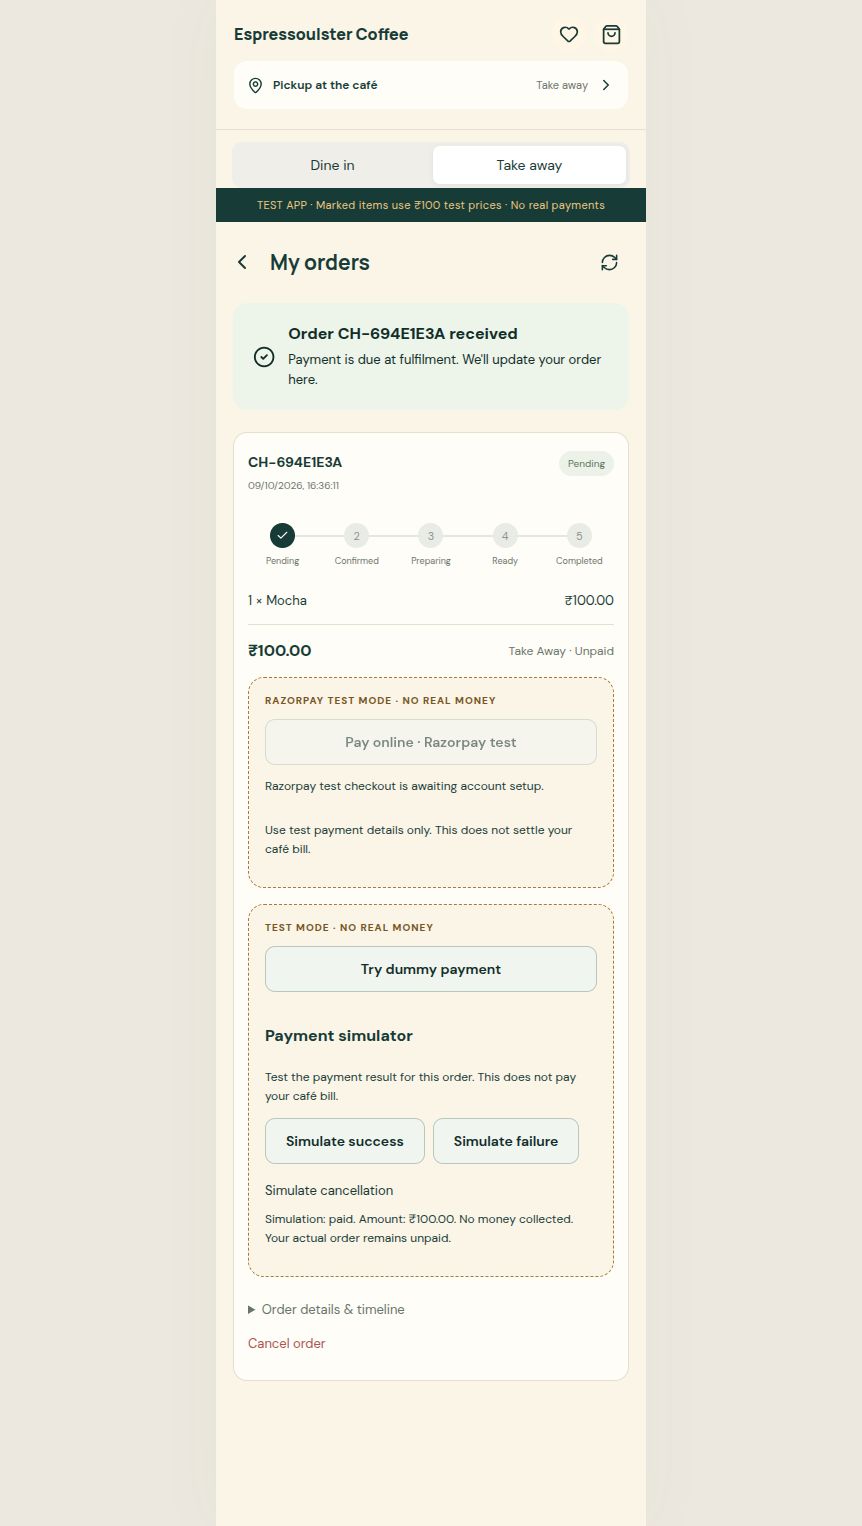 Espressoulster Coffee
Pickup at the café
Take away
Dine in
Take away
TEST APP · Marked items use ₹100 test prices · No real payments
My orders
Order CH-694E1E3A received
Payment is due at fulfilment. We'll update your order
here.
CH-694E1E3A
Pending
09/10/2026, 16:36:11
2
3
4
5
Pending
Confirmed
Preparing
Ready
Completed
1 × Mocha
₹100.00
₹100.00
Take Away · Unpaid
RAZORPAY TEST MODE · NO REAL MONEY
Pay online · Razorpay test
Razorpay test checkout is awaiting account setup.
Use test payment details only. This does not settle your
café bill.
TEST MODE · NO REAL MONEY
Try dummy payment
Payment simulator
Test the payment result for this order. This does not pay
your café bill.
Simulate success
Simulate failure
Simulate cancellation
Simulation: paid. Amount: ₹100.00. No money collected.
Your actual order remains unpaid.
Order details & timeline
Cancel order